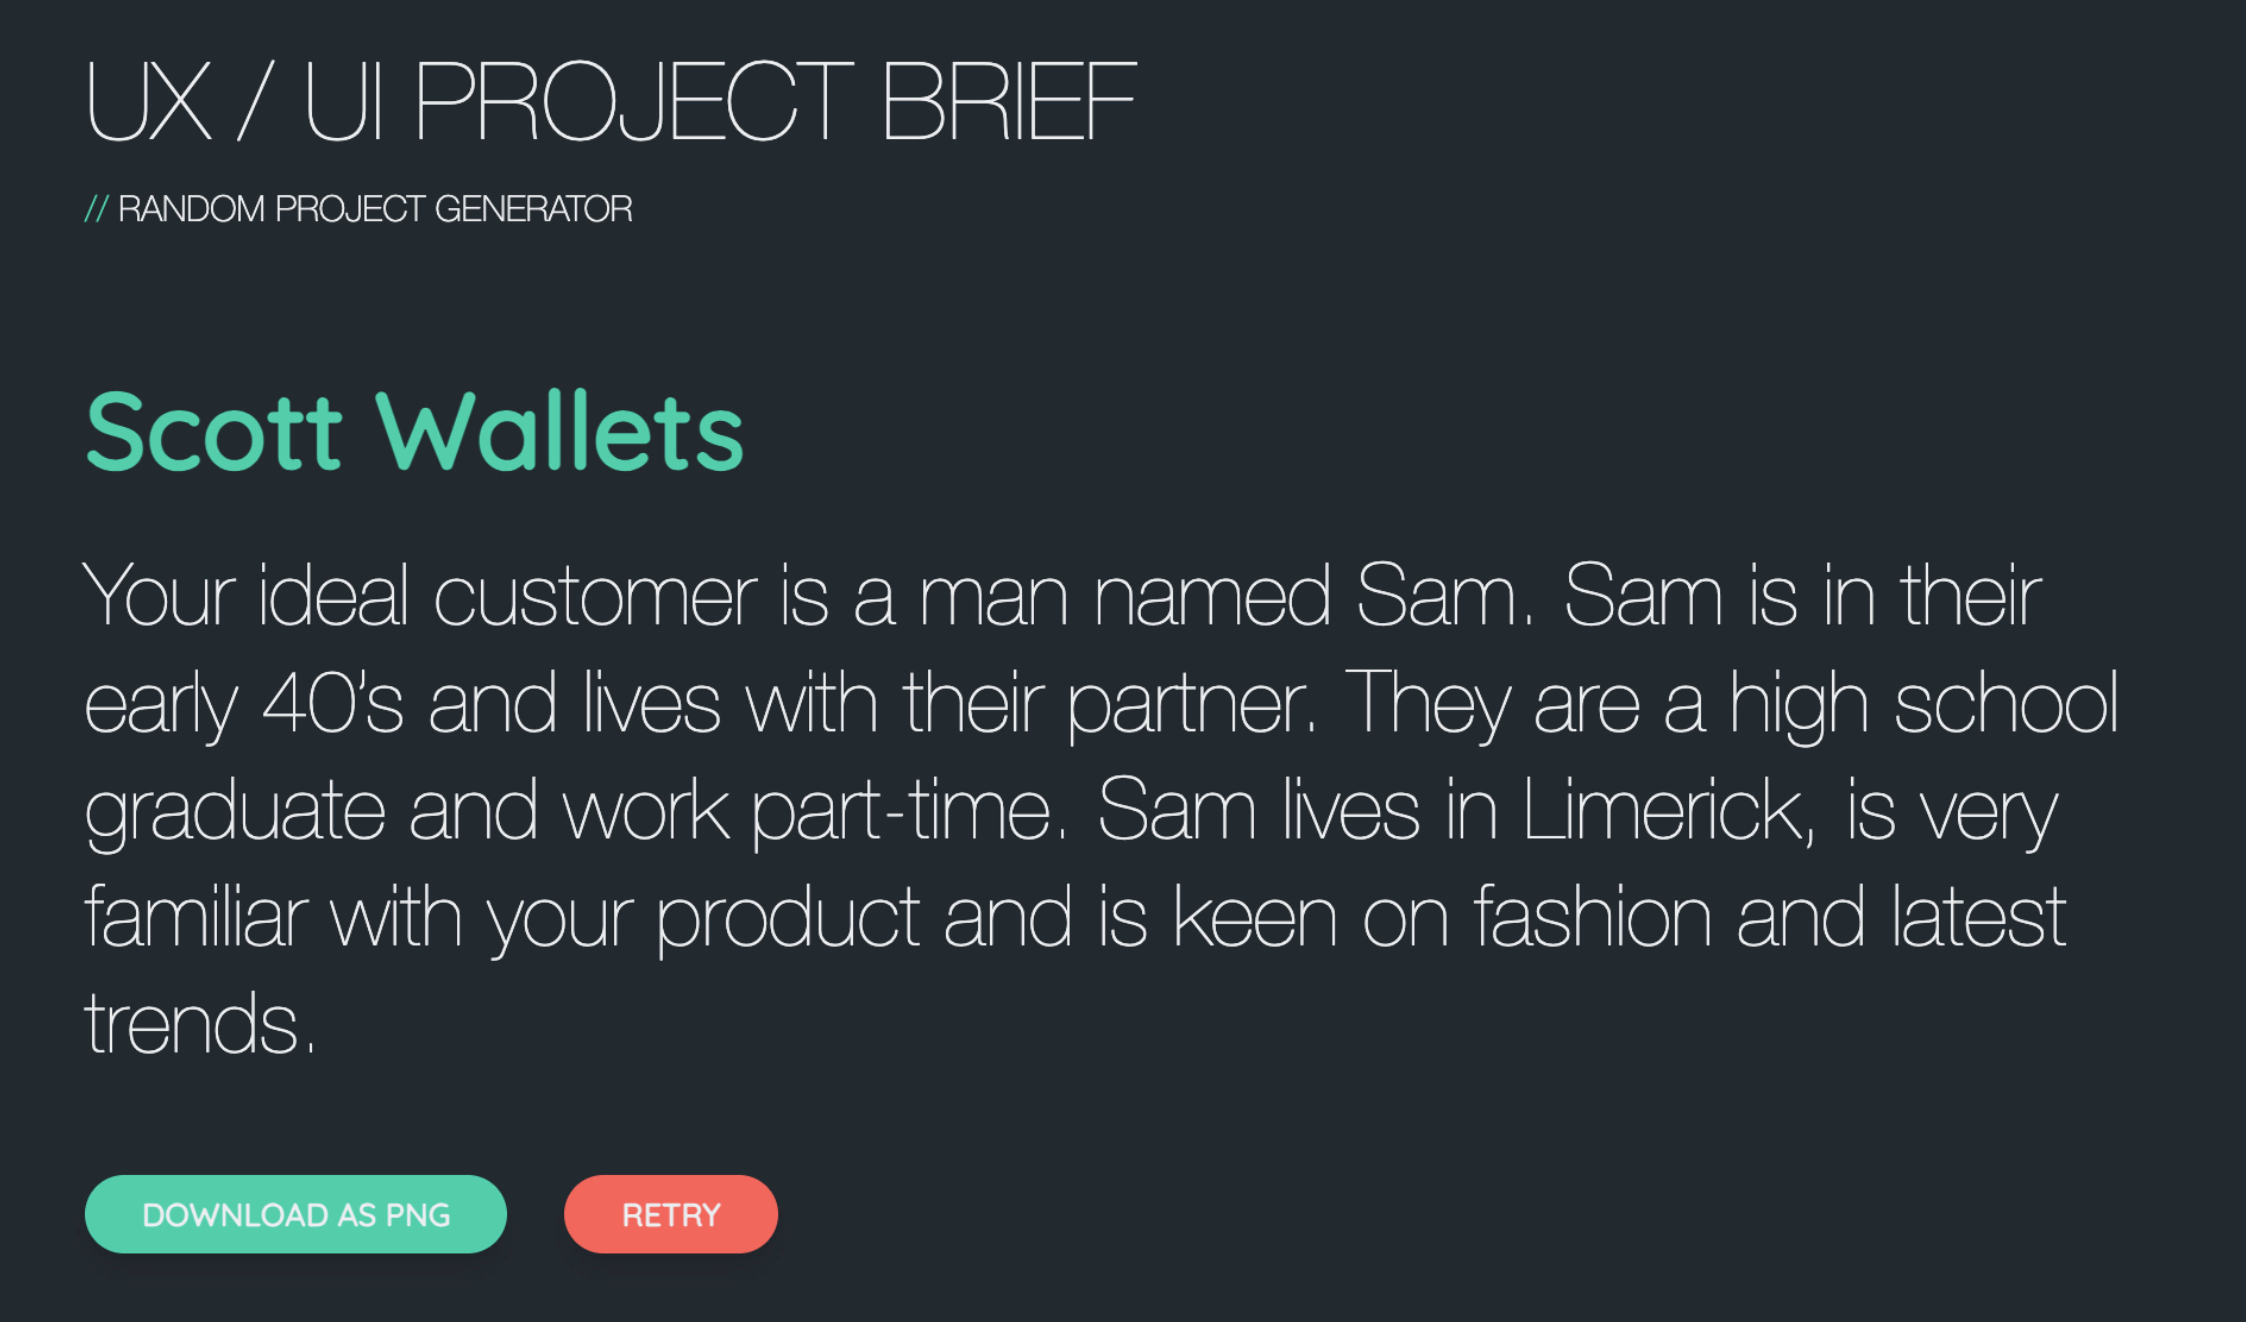 UX / UI PROJECT BRIEF
// RANDOM PROJECT GENERATOR
Scott Wallets
Your ideal customer is a man named Sam. Sam is in their
early 40's and lives with their partner. They are a high school
graduate and work part-time. Sam lives in Limerick, is very
familiar with your product and is keen on fashion and latest
trends.
DOWNLOAD AS PNG
RETRY